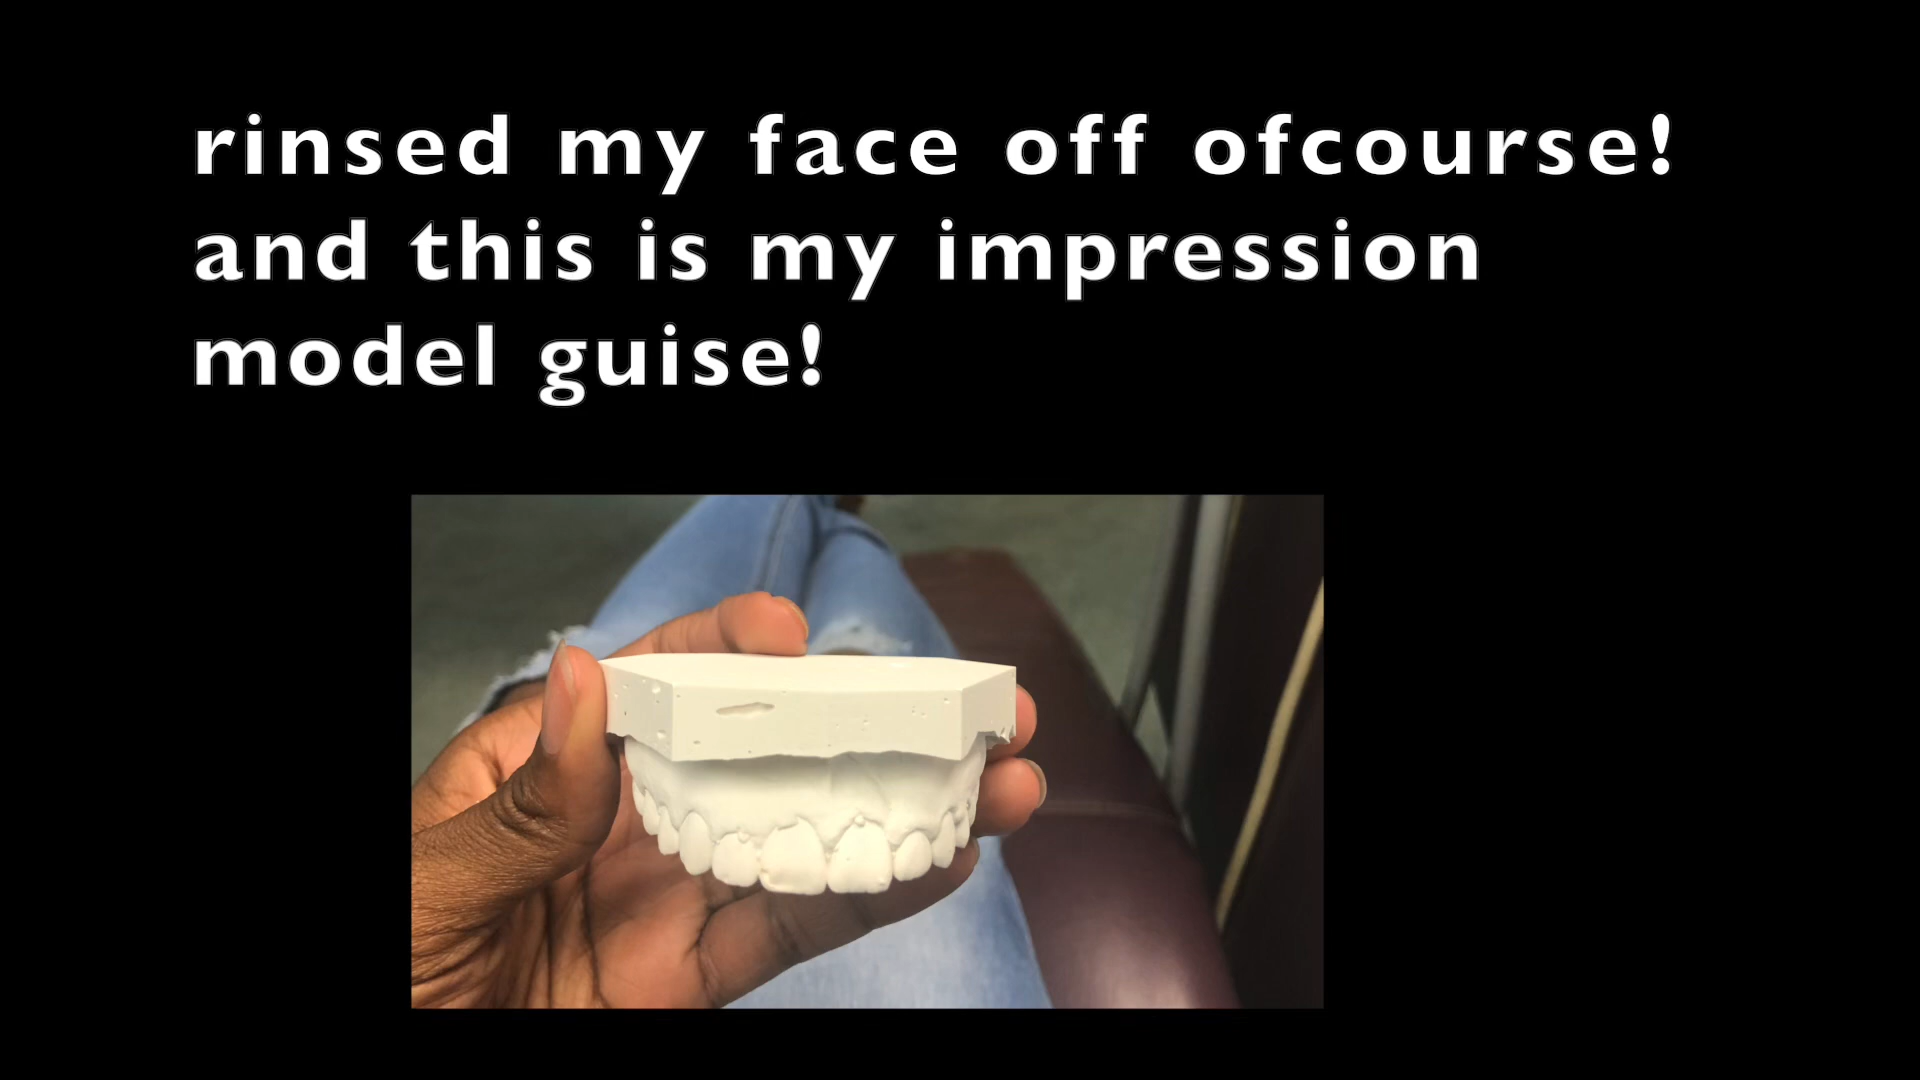 rinsed my face off ofcourse!
and this is my impression
model guise!